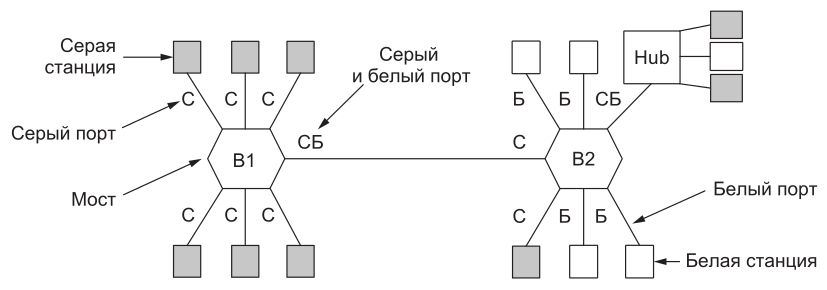 Серая
станция
Серый
и белый порт
Hub
С С С
Б Б СБ
Серый порт
СБ
С
B1
B2
Мост
Белый порт
С С С
С Б Б
Белая станция